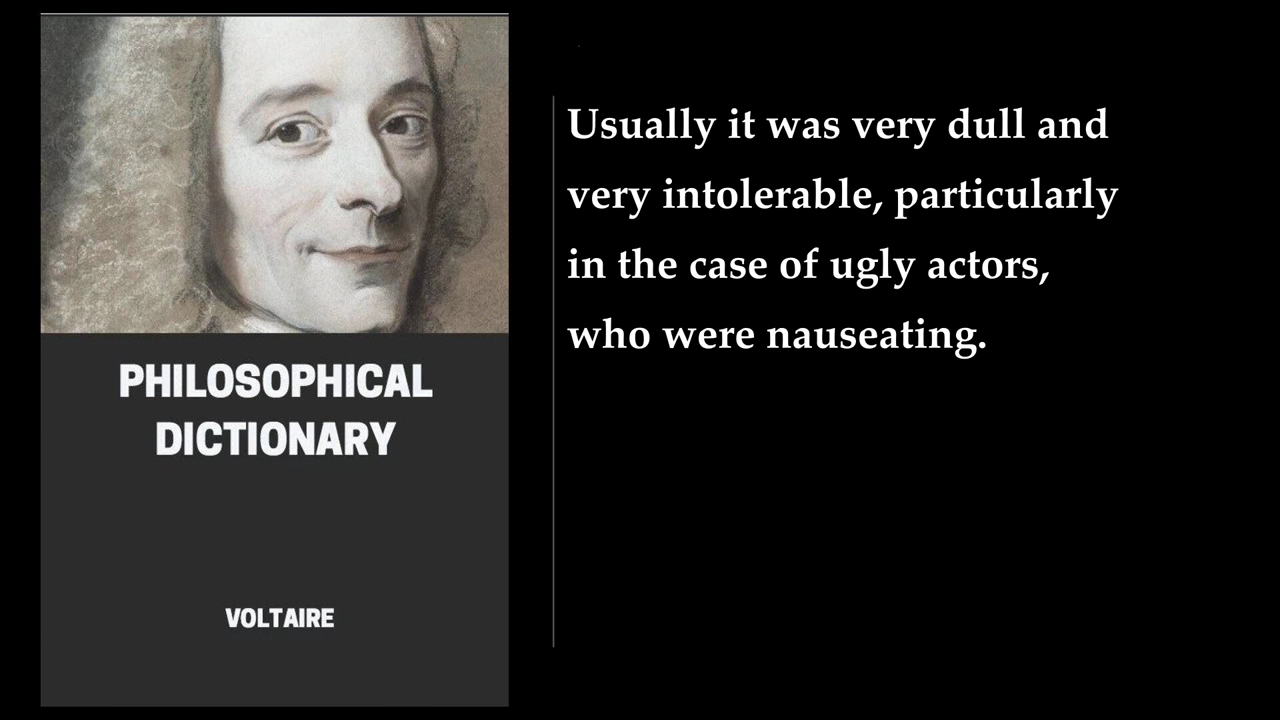 PHILOSOPHICAL
DICTIONARY
VOLTAIRE
Usually it was very dull and
very intolerable, particularly
in the case of ugly actors,
who were nauseating.